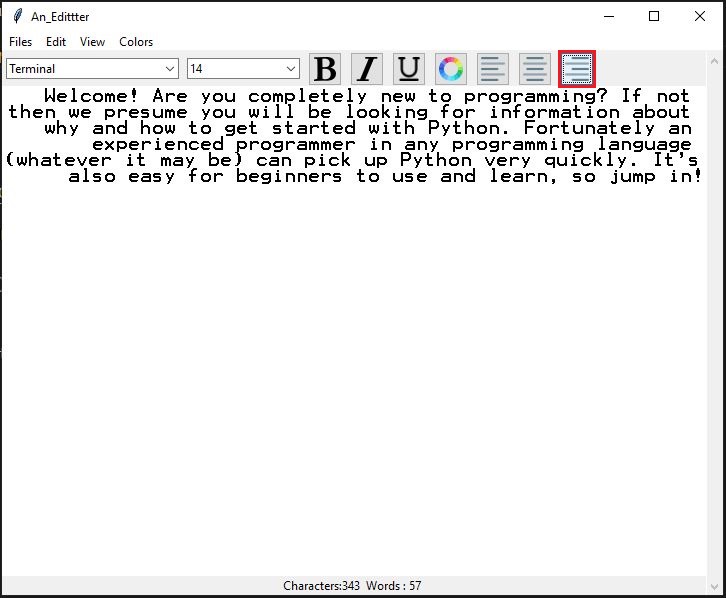 An_Edittter
Files Edit View Colors
Terminal 14 B I U
Welcome! Are you completely new to programming? If not
then we presume you will be looking for information about
why and how to get started with Python. Fortunately an
experienced programmer in any programming language
(whatever it may be) can pick up Python very quickly. It's
also easy for beginners to use and learn, so jump in!
Characters:343 Words : 57